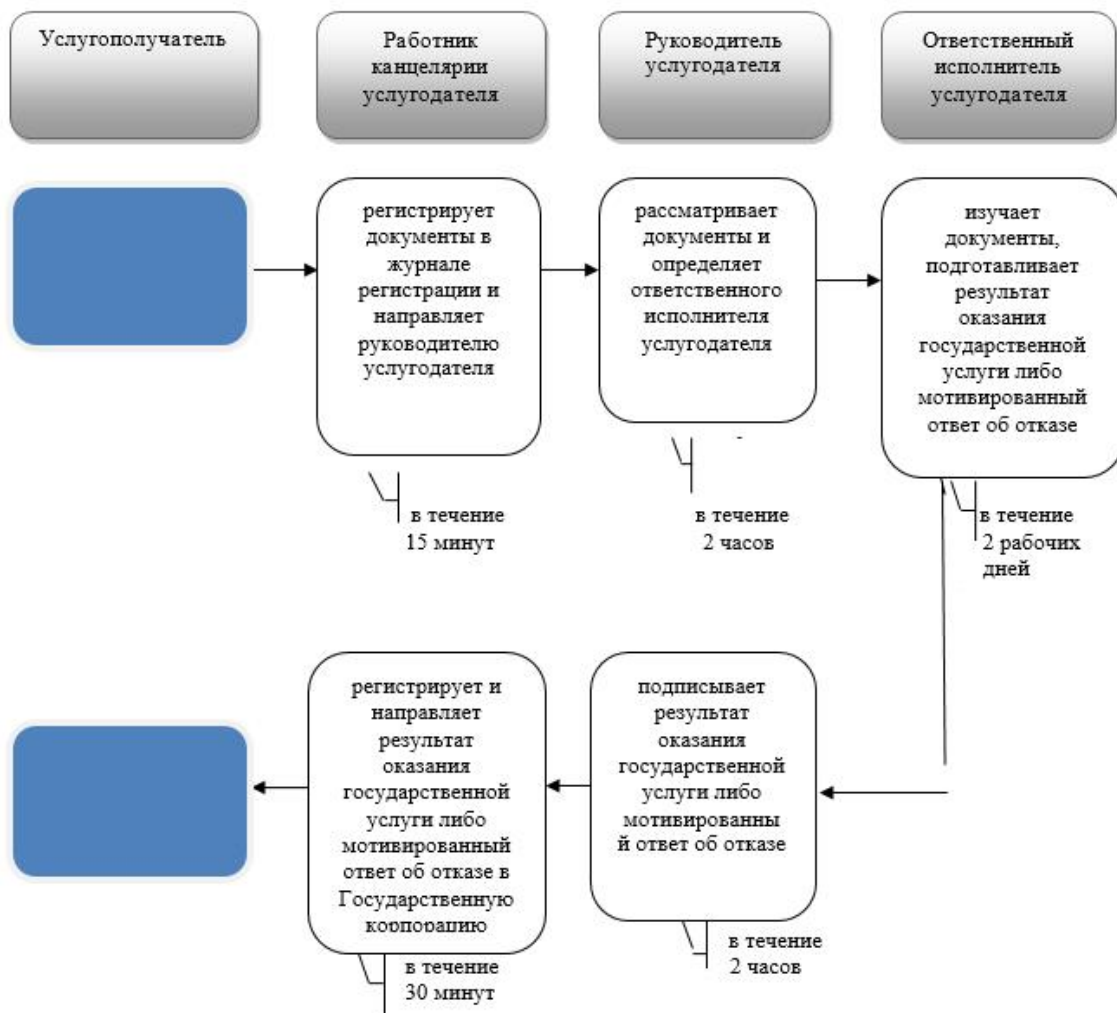 Услугополучатель
Работник
канцелярии
услугодателя
Руководитель
услугодателя
Ответственный
исполнитель
услугодателя
регистрирует
документы в
журнале
регистрации и
направляет
руководителю
услугодателя
рассматривает
документы и
определяет
ответственного
исполнителя
услугодателя
изучает
документы,
подготавливает
результат
оказания
государственной
услуги либо
мотивированный
ответ об отказе
в течение
15 минут
в течение
2 часов
в течение
2 рабочих
дней
регистрирует и
направляет
результат
оказания
государственной
услуги либо
мотивированный
ответ об отказе в
Государственную
корпорацию
подписывает
результат
оказания
государственной
услуги либо
мотивированны
й ответ об отказе
в течение
30 минут
в течение
2 часов